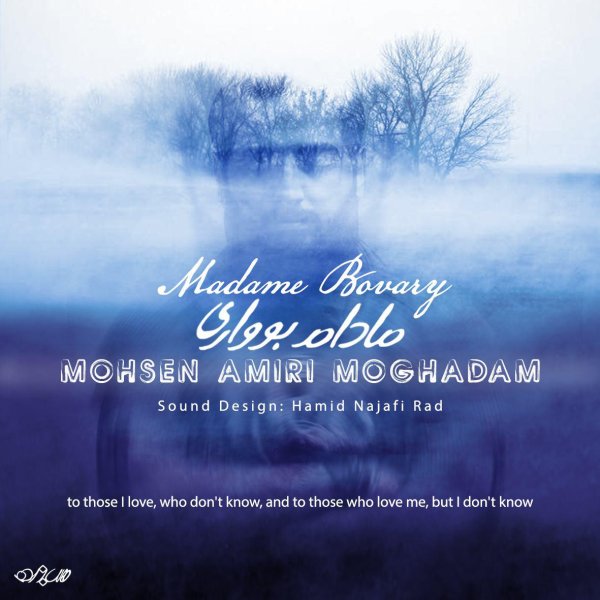 Madame Bovary
مادام بوواری
MOHSEN AMIRI MOGHADAM
Sound Design: Hamid Najafi Rad
to those I love, who don't know, and to those who love me, but I don't know